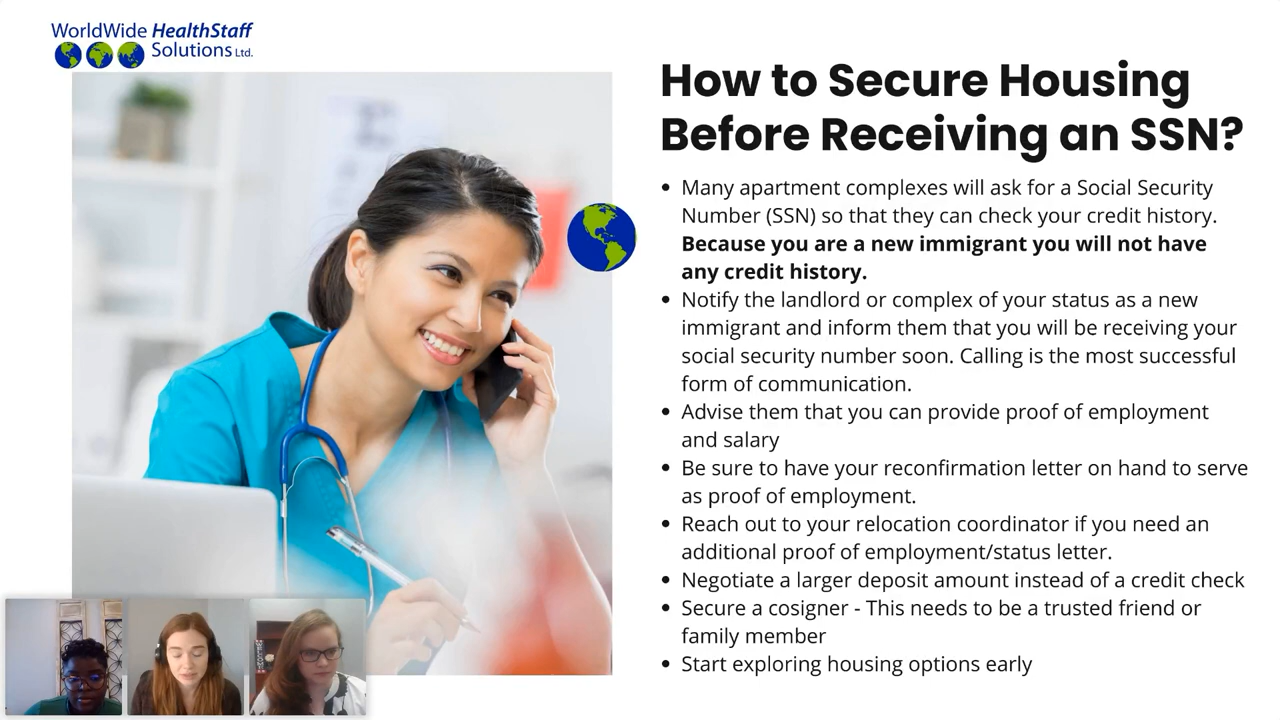 WorldWide HealthStaff
Solutions Ltd.
How to Secure Housing
Before Receiving an SSN?
• Many apartment complexes will ask for a Social Security
Number (SSN) so that they can check your credit history.
Because you are a new immigrant you will not have
any credit history.
• Notify the landlord or complex of your status as a new
immigrant and inform them that you will be receiving your
social security number soon. Calling is the most successful
form of communication.
• Advise them that you can provide proof of employment
and salary
• Be sure to have your reconfirmation letter on hand to serve
as proof of employment.
• Reach out to your relocation coordinator if you need an
additional proof of employment/status letter.
• Negotiate a larger deposit amount instead of a credit check
• Secure a cosigner - This needs to be a trusted friend or
family member
• Start exploring housing options early